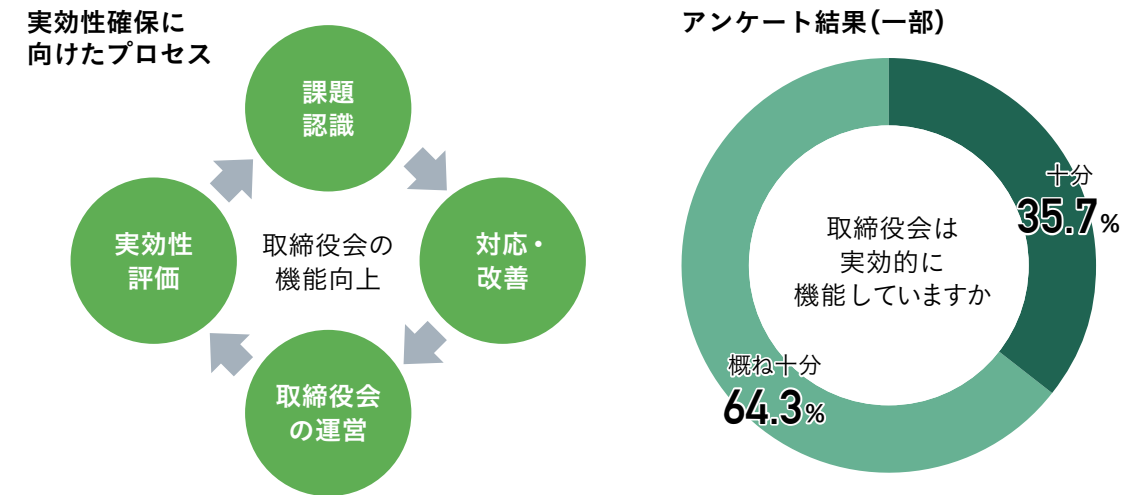 実効性確保に
向けたプロセス
課題
認識
対応・
改善
取締役会
の運営
実効性
評価
取締役会の
機能向上
アンケート結果(一部)
取締役会は
実効的に
機能していますか
十分
35.7%
概ね十分
64.3%